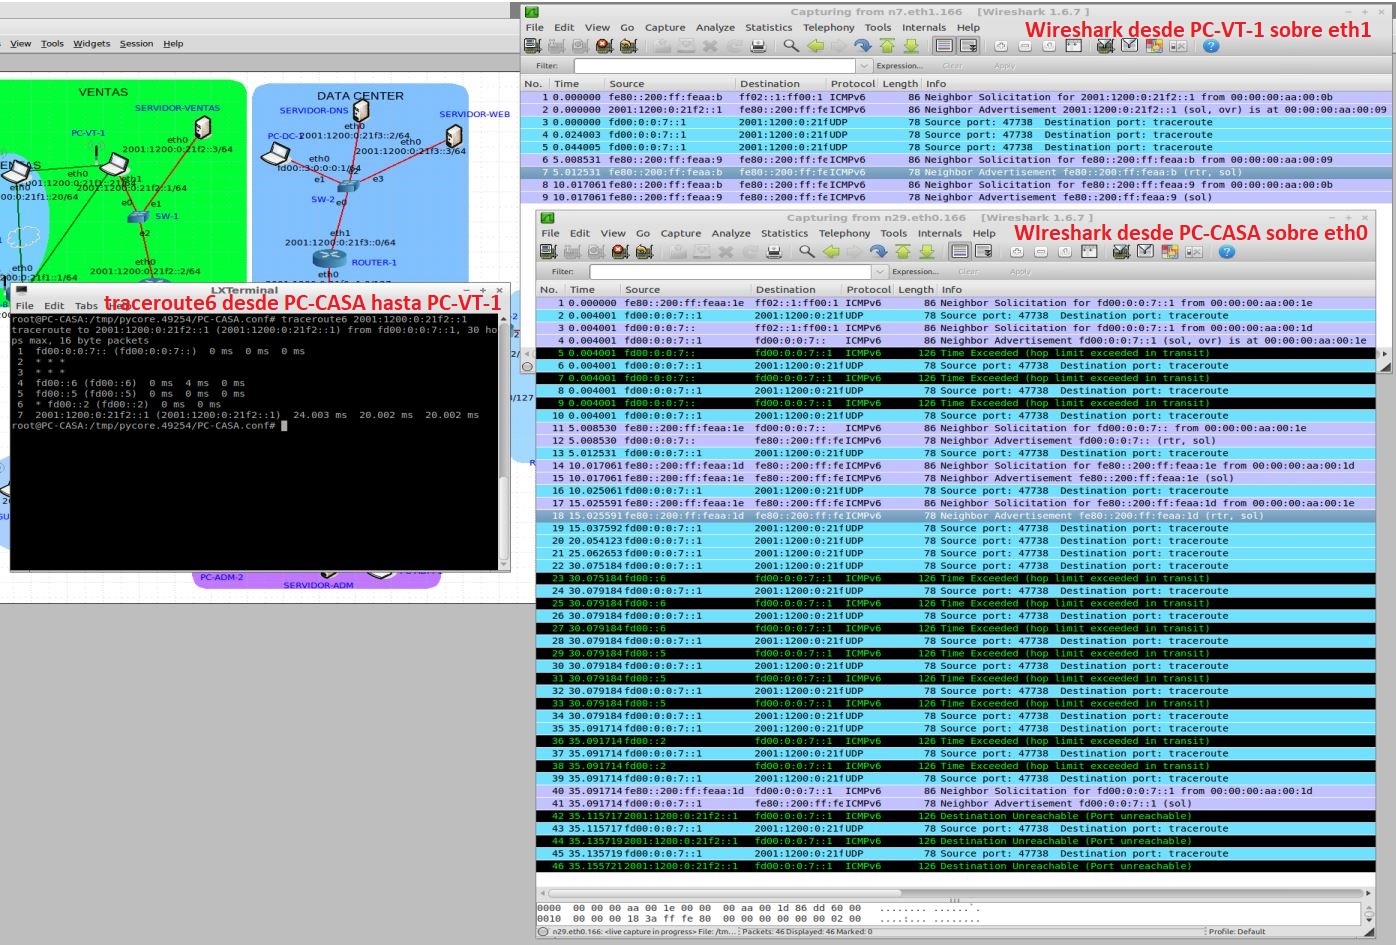 View Tools Widgets Session Help
VENTAS
SERVIDOR-VENTAS
PC-VT-1
eth0
2001:1200:0:21f2::3/64
eth0
2001:1200:0:21f2::1/64
e1
SW-1
e2
eth0
2001:1200:0:21f2::2/64
DATA CENTER
SERVIDOR-DNS
SERVIDOR-WEB
PC-DC-1
eth0
2001:1200:0:21f3::2/64
eth0
2001:1200:0:21f3::3/64
eth0
fd00::3:0:0:0:1/64
e1
e3
SW-2
e0
eth1
2001:1200:0:21f3::0/64
ROUTER-1
eth0
PC-ADM-2
SERVIDOR-ADM
LXTerminal
traceroute6 desde PC-CASA hasta PC-VT-1
File Edit Tabs Help
root@PC-CASA:/tmp/pycore.49254/PC-CASA.conf# traceroute6 2001:1200:0:21f2::1
traceroute to 2001:1200:0:21f2::1 (2001:1200:0:21f2::1) from fd00:0:0:7::1, 30 ho
ps max, 16 byte packets
1 fd00:0:0:7:: (fd00:0:0:7::) 0 ms 0 ms 0 ms
2 * * *
3 * * *
4 fd00::6 (fd00::6) 0 ms 4 ms 0 ms
5 fd00::5 (fd00::5) 0 ms 0 ms 0 ms
6 * fd00::2 (fd00::2) 0 ms 0 ms
7 2001:1200:0:21f2::1 (2001:1200:0:21f2::1) 24.003 ms 20.002 ms 20.002 ms
root@PC-CASA:/tmp/pycore.49254/PC-CASA.conf#
Capturing from n7.eth1.166 [Wireshark 1.6.7 ]
Wireshark desde PC-VT-1 sobre eth1
File Edit View Go Capture Analyze Statistics Telephony Tools Internals Help
Filter: Expression... Clear Apply
No. Time Source Destination Protocol Length Info
1 0.000000 fe80::200:ff:feaa:b ff02::1:ff00:1 ICMPv6 86 Neighbor Solicitation for 2001:1200:0:21f2::1 from 00:00:00:aa:00:0b
2 0.000000 2001:1200:0:21f2::1 fe80::200:ff:fe ICMPv6 86 Neighbor Advertisement 2001:1200:0:21f2::1 (sol, ovr) is at 00:00:00:aa:00:09
3 0.000000 fd00:0:0:7::1 2001:1200:0:21f UDP 78 Source port: 47738 Destination port: traceroute
4 0.024003 fd00:0:0:7::1 2001:1200:0:21f UDP 78 Source port: 47738 Destination port: traceroute
5 0.044005 fd00:0:0:7::1 2001:1200:0:21f UDP 78 Source port: 47738 Destination port: traceroute
6 5.008531 fe80::200:ff:feaa:9 fe80::200:ff:fe ICMPv6 86 Neighbor Solicitation for fe80::200:ff:feaa:b from 00:00:00:aa:00:09
7 5.012531 fe80::200:ff:feaa:b fe80::200:ff:fe ICMPv6 78 Neighbor Advertisement fe80::200:ff:feaa:b (rtr, sol)
8 10.017061 fe80::200:ff:feaa:b fe80::200:ff:fe ICMPv6 86 Neighbor Solicitation for fe80::200:ff:feaa:9 from 00:00:00:aa:00:0b
9 10.017061 fe80::200:ff:feaa:9 fe80::200:ff:fe ICMPv6 78 Neighbor Advertisement fe80::200:ff:feaa:9 (sol)
Capturing from n29.eth0.166 [Wireshark 1.6.7 ]
WIreshark desde PC-CASA sobre eth0
File Edit View Go Capture Analyze Statistics Telephony Tools Internals Help
Filter: Expression... Clear Apply
No. Time Source Destination Protocol Length Info
1 0.000000 fe80::200:ff:feaa:1e ff02::1:ff00:1 ICMPv6 86 Neighbor Solicitation for fd00:0:0:7::1 from 00:00:00:aa:00:1e
2 0.004001 fd00:0:0:7::1 2001:1200:0:21f UDP 78 Source port: 47738 Destination port: traceroute
3 0.004001 fd00:0:0:7:: ff02::1:ff00:1 ICMPv6 86 Neighbor Solicitation for fd00:0:0:7::1 from 00:00:00:aa:00:1d
4 0.004001 fd00:0:0:7::1 fd00:0:0:7:: ICMPv6 86 Neighbor Advertisement fd00:0:0:7::1 (sol, ovr) is at 00:00:00:aa:00:1e
5 0.004001 fd00:0:0:7:: fd00:0:0:7::1 ICMPv6 126 Time Exceeded (hop limit exceeded in transit)
6 0.004001 fd00:0:0:7::1 2001:1200:0:21f UDP 78 Source port: 47738 Destination port: traceroute
7 0.004001 fd00:0:0:7:: fd00:0:0:7::1 ICMPv6 126 Time Exceeded (hop limit exceeded in transit)
8 0.004001 fd00:0:0:7::1 2001:1200:0:21f UDP 78 Source port: 47738 Destination port: traceroute
9 0.004001 fd00:0:0:7:: fd00:0:0:7::1 ICMPv6 126 Time Exceeded (hop limit exceeded in transit)
10 0.004001 fd00:0:0:7::1 2001:1200:0:21f UDP 78 Source port: 47738 Destination port: traceroute
11 5.008530 fe80::200:ff:feaa:1e fd00:0:0:7:: ICMPv6 86 Neighbor Solicitation for fd00:0:0:7:: from 00:00:00:aa:00:1e
12 5.008530 fd00:0:0:7:: fe80::200:ff:fe ICMPv6 78 Neighbor Advertisement fd00:0:0:7:: (rtr, sol)
13 5.012531 fd00:0:0:7::1 2001:1200:0:21f UDP 78 Source port: 47738 Destination port: traceroute
14 10.017061 fe80::200:ff:feaa:1d fe80::200:ff:fe ICMPv6 86 Neighbor Solicitation for fe80::200:ff:feaa:1e from 00:00:00:aa:00:1d
15 10.017061 fe80::200:ff:feaa:1e fe80::200:ff:fe ICMPv6 78 Neighbor Advertisement fe80::200:ff:feaa:1e (sol)
16 10.025061 fd00:0:0:7::1 2001:1200:0:21f UDP 78 Source port: 47738 Destination port: traceroute
17 15.025591 fe80::200:ff:feaa:1e fe80::200:ff:fe ICMPv6 86 Neighbor Solicitation for fe80::200:ff:feaa:1d from 00:00:00:aa:00:1e
18 15.025591 fe80::200:ff:feaa:1d fe80::200:ff:fe ICMPv6 78 Neighbor Advertisement fe80::200:ff:feaa:1d (rtr, sol)
19 15.037592 fd00:0:0:7::1 2001:1200:0:21f UDP 78 Source port: 47738 Destination port: traceroute
20 20.054123 fd00:0:0:7::1 2001:1200:0:21f UDP 78 Source port: 47738 Destination port: traceroute
21 25.062653 fd00:0:0:7::1 2001:1200:0:21f UDP 78 Source port: 47738 Destination port: traceroute
22 30.075184 fd00:0:0:7::1 2001:1200:0:21f UDP 78 Source port: 47738 Destination port: traceroute
23 30.075184 fd00::6 fd00:0:0:7::1 ICMPv6 126 Time Exceeded (hop limit exceeded in transit)
24 30.079184 fd00:0:0:7::1 2001:1200:0:21f UDP 78 Source port: 47738 Destination port: traceroute
25 30.079184 fd00::6 fd00:0:0:7::1 ICMPv6 126 Time Exceeded (hop limit exceeded in transit)
26 30.079184 fd00:0:0:7::1 2001:1200:0:21f UDP 78 Source port: 47738 Destination port: traceroute
27 30.079184 fd00::6 fd00:0:0:7::1 ICMPv6 126 Time Exceeded (hop limit exceeded in transit)
28 30.079184 fd00:0:0:7::1 2001:1200:0:21f UDP 78 Source port: 47738 Destination port: traceroute
29 30.079184 fd00::5 fd00:0:0:7::1 ICMPv6 126 Time Exceeded (hop limit exceeded in transit)
30 30.079184 fd00:0:0:7::1 2001:1200:0:21f UDP 78 Source port: 47738 Destination port: traceroute
31 30.079184 fd00::5 fd00:0:0:7::1 ICMPv6 126 Time Exceeded (hop limit exceeded in transit)
32 30.079184 fd00:0:0:7::1 2001:1200:0:21f UDP 78 Source port: 47738 Destination port: traceroute
33 30.079184 fd00::5 fd00:0:0:7::1 ICMPv6 126 Time Exceeded (hop limit exceeded in transit)
34 30.079184 fd00:0:0:7::1 2001:1200:0:21f UDP 78 Source port: 47738 Destination port: traceroute
35 35.091714 fd00:0:0:7::1 2001:1200:0:21f UDP 78 Source port: 47738 Destination port: traceroute
36 35.091714 fd00::2 fd00:0:0:7::1 ICMPv6 126 Time Exceeded (hop limit exceeded in transit)
37 35.091714 fd00:0:0:7::1 2001:1200:0:21f UDP 78 Source port: 47738 Destination port: traceroute
38 35.091714 fd00::2 fd00:0:0:7::1 ICMPv6 126 Time Exceeded (hop limit exceeded in transit)
39 35.091714 fd00:0:0:7::1 2001:1200:0:21f UDP 78 Source port: 47738 Destination port: traceroute
40 35.091714 fe80::200:ff:feaa:1d fd00:0:0:7::1 ICMPv6 86 Neighbor Solicitation for fd00:0:0:7::1 from 00:00:00:aa:00:1d
41 35.091714 fd00:0:0:7::1 fe80::200:ff:fe ICMPv6 78 Neighbor Advertisement fd00:0:0:7::1 (sol)
42 35.115717 2001:1200:0:21f2::1 fd00:0:0:7::1 ICMPv6 126 Destination Unreachable (Port unreachable)
43 35.115717 fd00:0:0:7::1 2001:1200:0:21f UDP 78 Source port: 47738 Destination port: traceroute
44 35.135719 2001:1200:0:21f2::1 fd00:0:0:7::1 ICMPv6 126 Destination Unreachable (Port unreachable)
45 35.135719 fd00:0:0:7::1 2001:1200:0:21f UDP 78 Source port: 47738 Destination port: traceroute
46 35.155721 2001:1200:0:21f2::1 fd00:0:0:7::1 ICMPv6 126 Destination Unreachable (Port unreachable)
0000 00 00 00 aa 00 1e 00 00 00 aa 00 1d 86 dd 60 00 ........ ......`.
0010 00 00 00 18 3a ff fe 80 00 00 00 00 00 00 02 00 ....:... ........
n29.eth0.166: <live capture in progress> File: /tm... Packets: 46 Displayed: 46 Marked: 0 Profile: Default